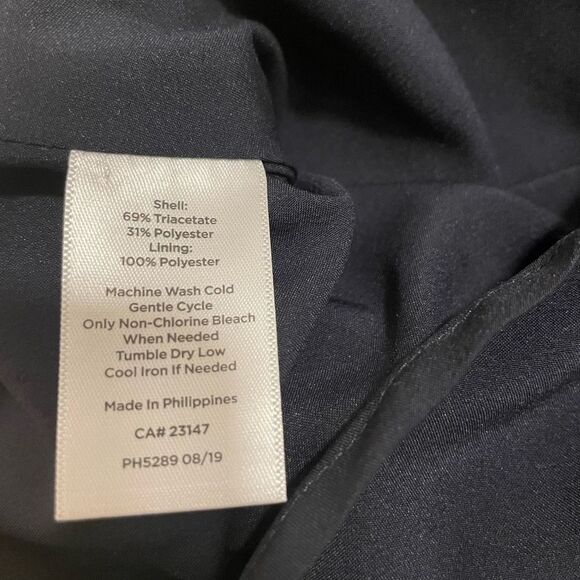 Shell:
69% Triacetate
31% Polyester
Lining:
100% Polyester
Machine Wash Cold
Gentle Cycle
Only Non-Chlorine Bleach
When Needed
Tumble Dry Low
Cool Iron If Needed
Made In Philippines
CA# 23147
PH5289 08/19